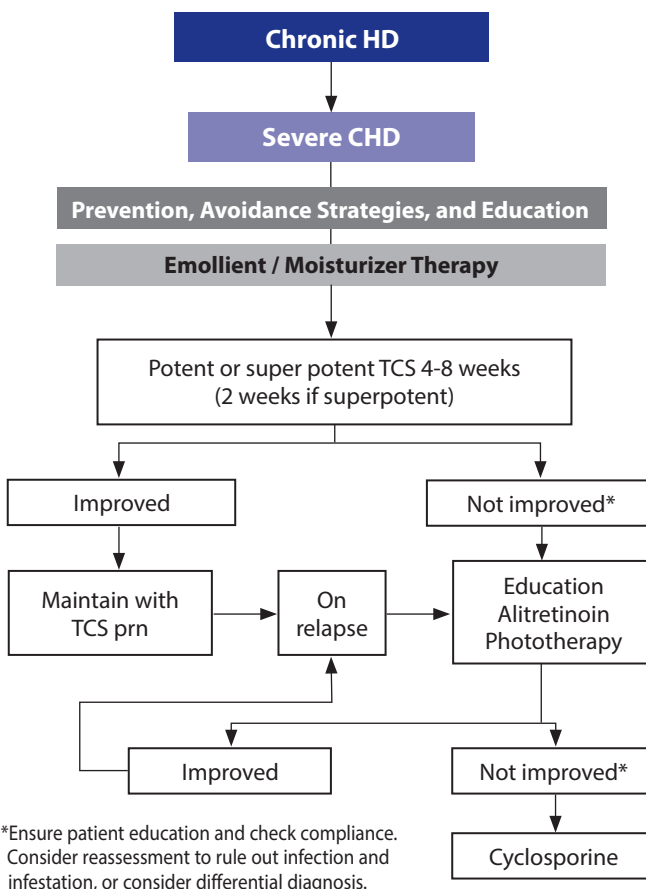 Chronic HD
Severe CHD
Prevention, Avoidance Strategies, and Education
Emollient / Moisturizer Therapy
Potent or super potent TCS 4-8 weeks
(2 weeks if superpotent)
Improved
Not improved*
Maintain with
TCS prn
On
relapse
Education
Alitretinoin
Phototherapy
Improved
Not improved*
*Ensure patient education and check compliance.
Consider reassessment to rule out infection and
infestation, or consider differential diagnosis.
Cyclosporine